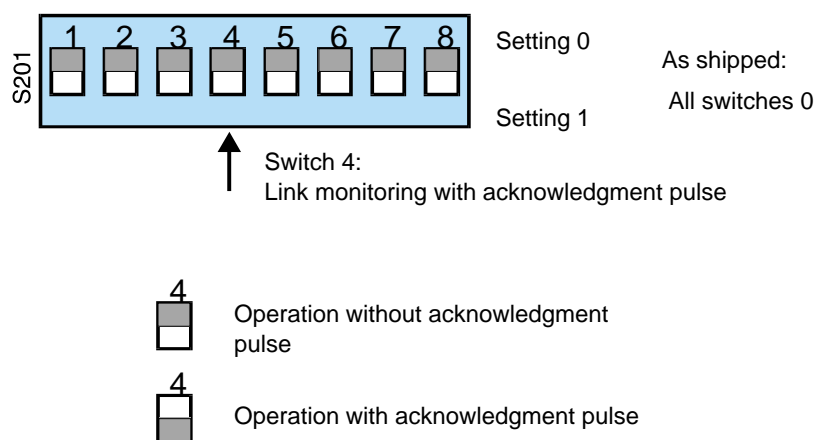 1 2 3 4 5 6 7 8
S201
Setting 0
Setting 1
As shipped:
All switches 0
Switch 4:
Link monitoring with acknowledgment pulse
4
Operation without acknowledgment
pulse
4
Operation with acknowledgment pulse